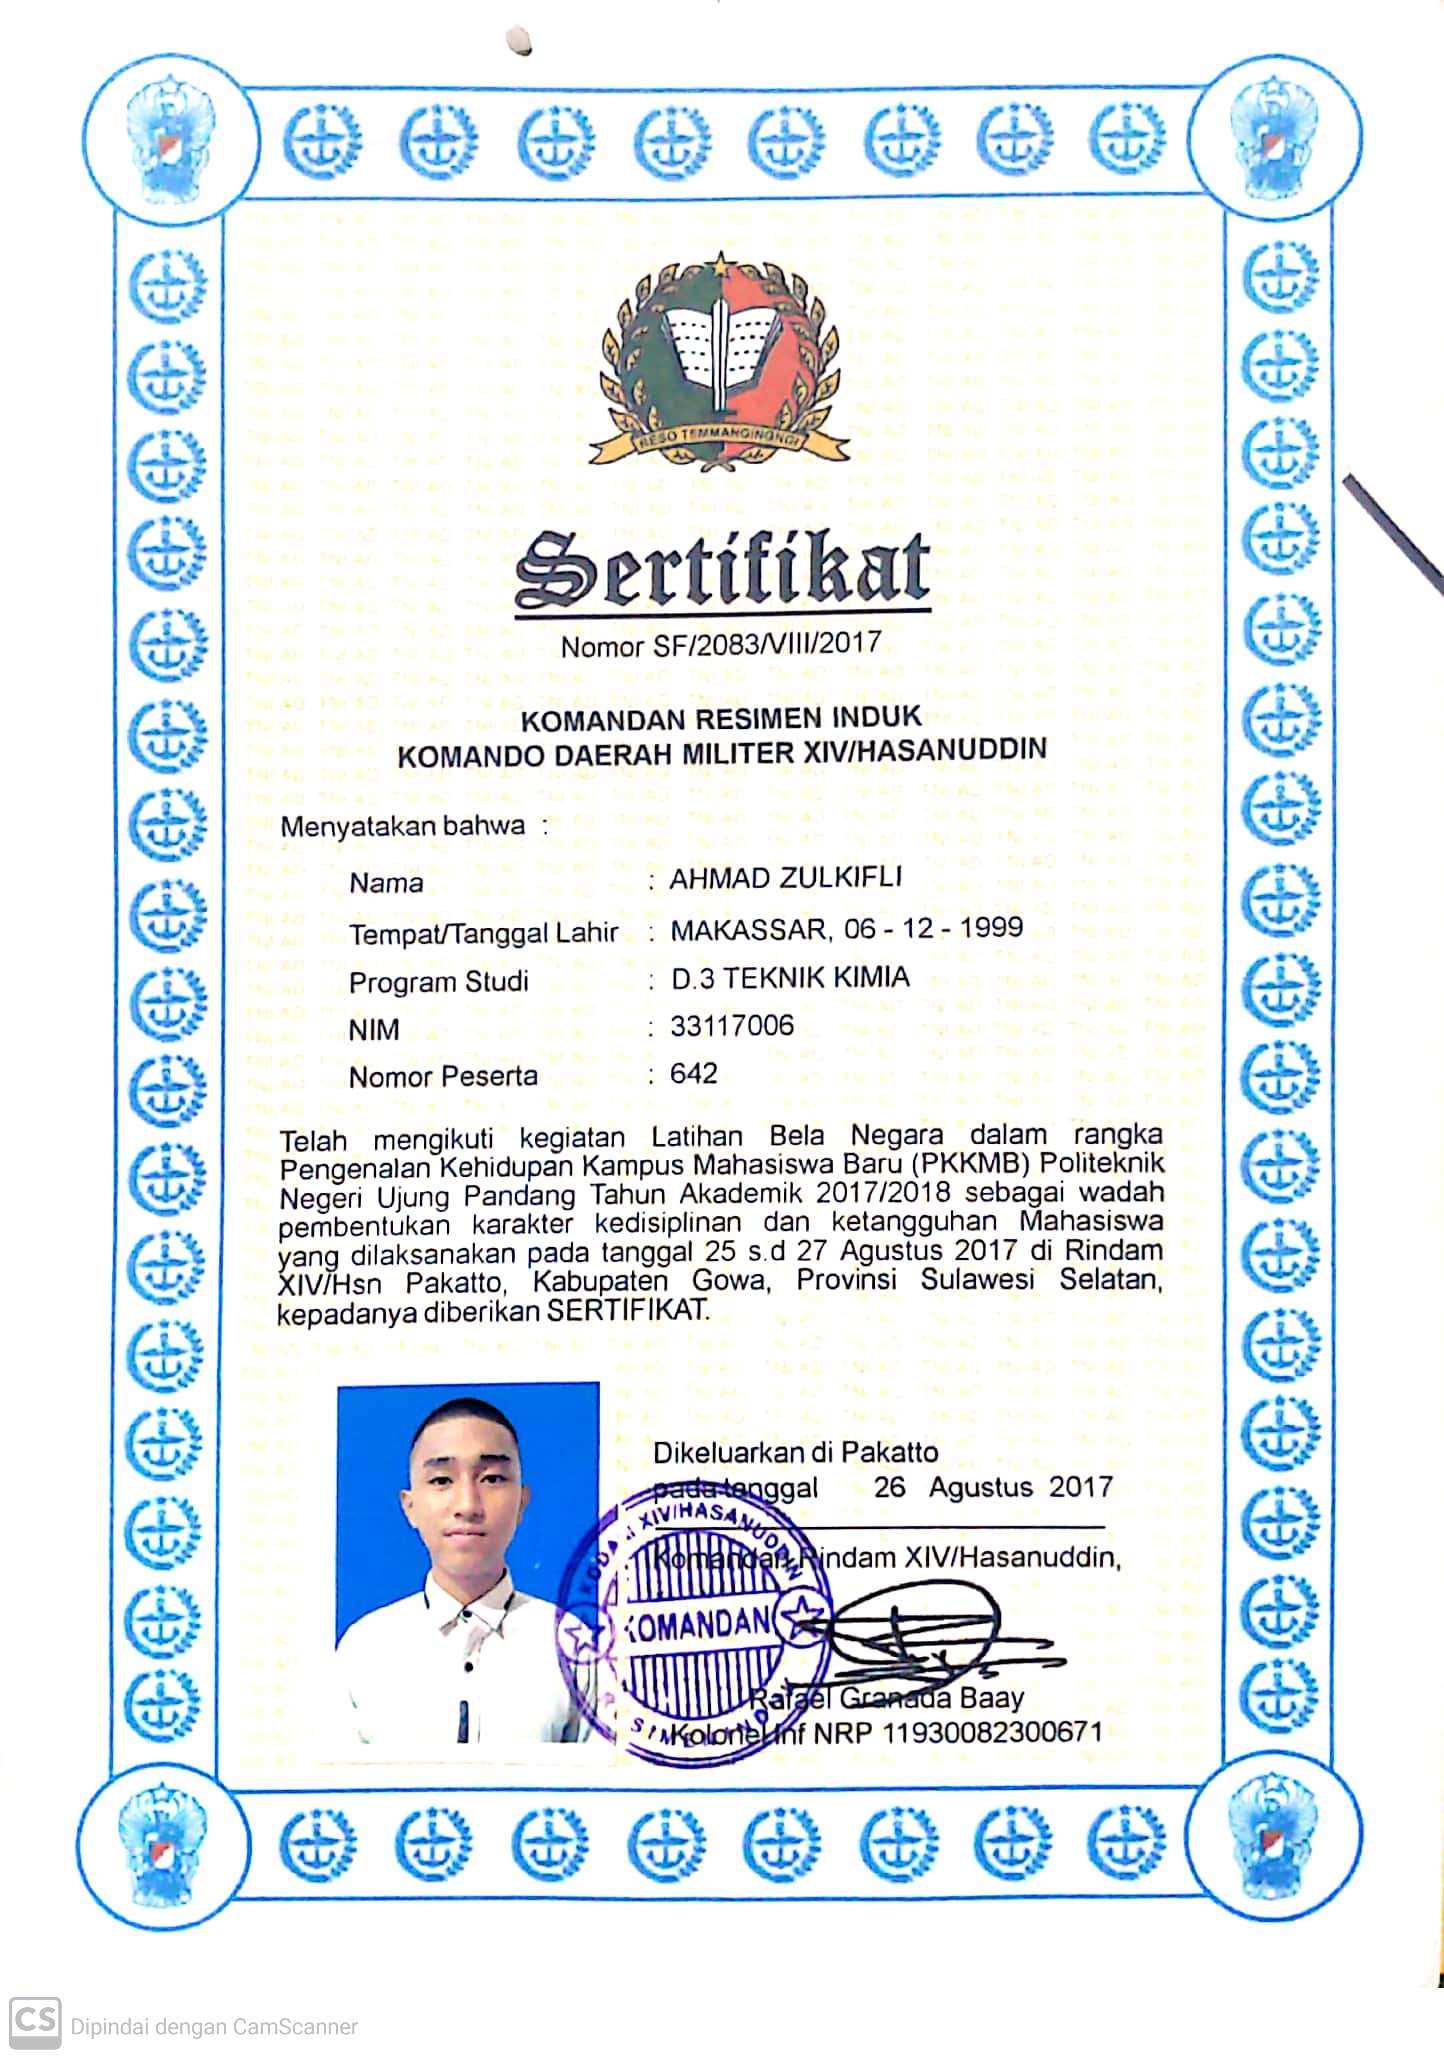 RESO TEMMANGINGNGI
Sertifikat
Nomor SF/2083/VIII/2017
KOMANDAN RESIMEN INDUK
KOMANDO DAERAH MILITER XIV/HASANUDDIN
Menyatakan bahwa :
Nama : AHMAD ZULKIFLI
Tempat/Tanggal Lahir : MAKASSAR, 06 - 12 - 1999
Program Studi : D.3 TEKNIK KIMIA
NIM : 33117006
Nomor Peserta : 642
Telah mengikuti kegiatan Latihan Bela Negara dalam rangka
Pengenalan Kehidupan Kampus Mahasiswa Baru (PKKMB) Politeknik
Negeri Ujung Pandang Tahun Akademik 2017/2018 sebagai wadah
pembentukan karakter kedisiplinan dan ketangguhan Mahasiswa
yang dilaksanakan pada tanggal 25 s.d 27 Agustus 2017 di Rindam
XIV/Hsn Pakatto, Kabupaten Gowa, Provinsi Sulawesi Selatan,
kepadanya diberikan SERTIFIKAT.
Dikeluarkan di Pakatto
pada tanggal 26 Agustus 2017
Komandan Rindam XIV/Hasanuddin,
XIV/HASANUDDIN
KOMANDAN
Rafael Granada Baay
Kolonel Inf NRP 11930082300671
CS Dipindai dengan CamScanner